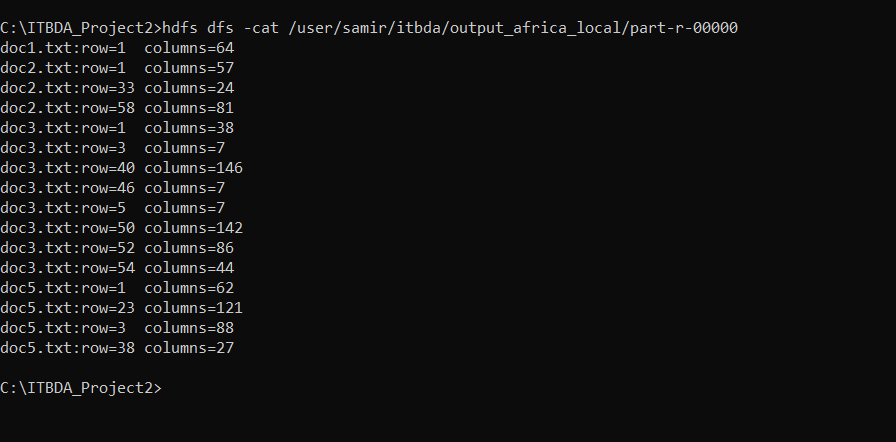 C:\ITBDA_Project2>hdfs dfs -cat /user/samir/itbda/output_africa_local/part-r-00000
doc1.txt:row=1  columns=64
doc2.txt:row=1  columns=57
doc2.txt:row=33 columns=24
doc2.txt:row=58 columns=81
doc3.txt:row=1  columns=38
doc3.txt:row=3  columns=7
doc3.txt:row=40 columns=146
doc3.txt:row=46 columns=7
doc3.txt:row=5  columns=7
doc3.txt:row=50 columns=142
doc3.txt:row=52 columns=86
doc3.txt:row=54 columns=44
doc5.txt:row=1  columns=62
doc5.txt:row=23 columns=121
doc5.txt:row=3  columns=88
doc5.txt:row=38 columns=27
C:\ITBDA_Project2>